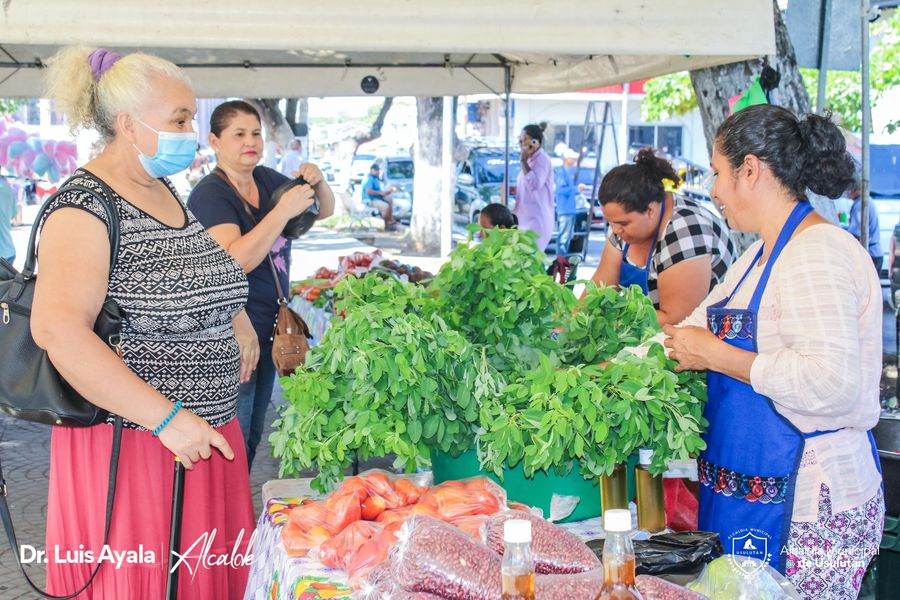 Dr. Luis Ayala
Alcalde
Alcaldía Municipal
de Usulután